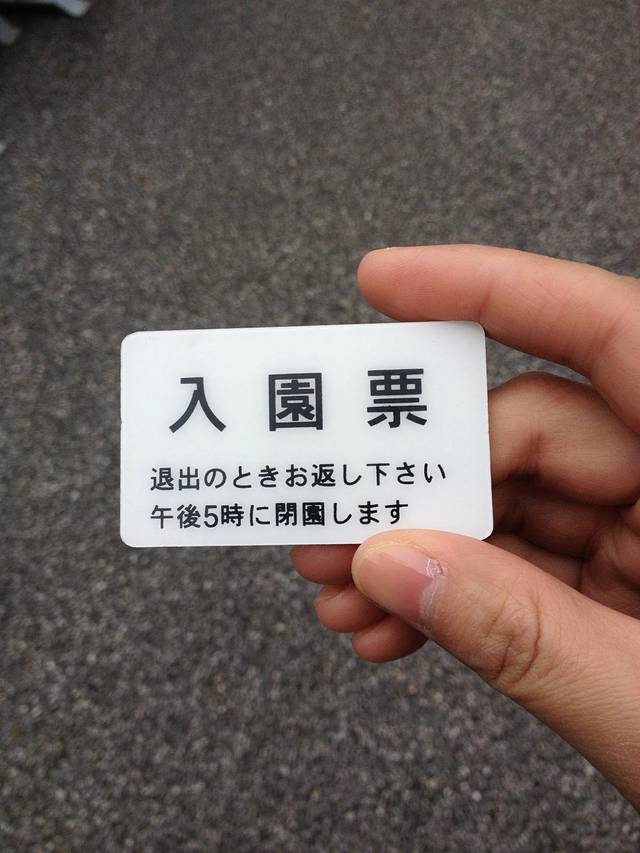 入園票
退出のときお返し下さい
午後5時に閉園します